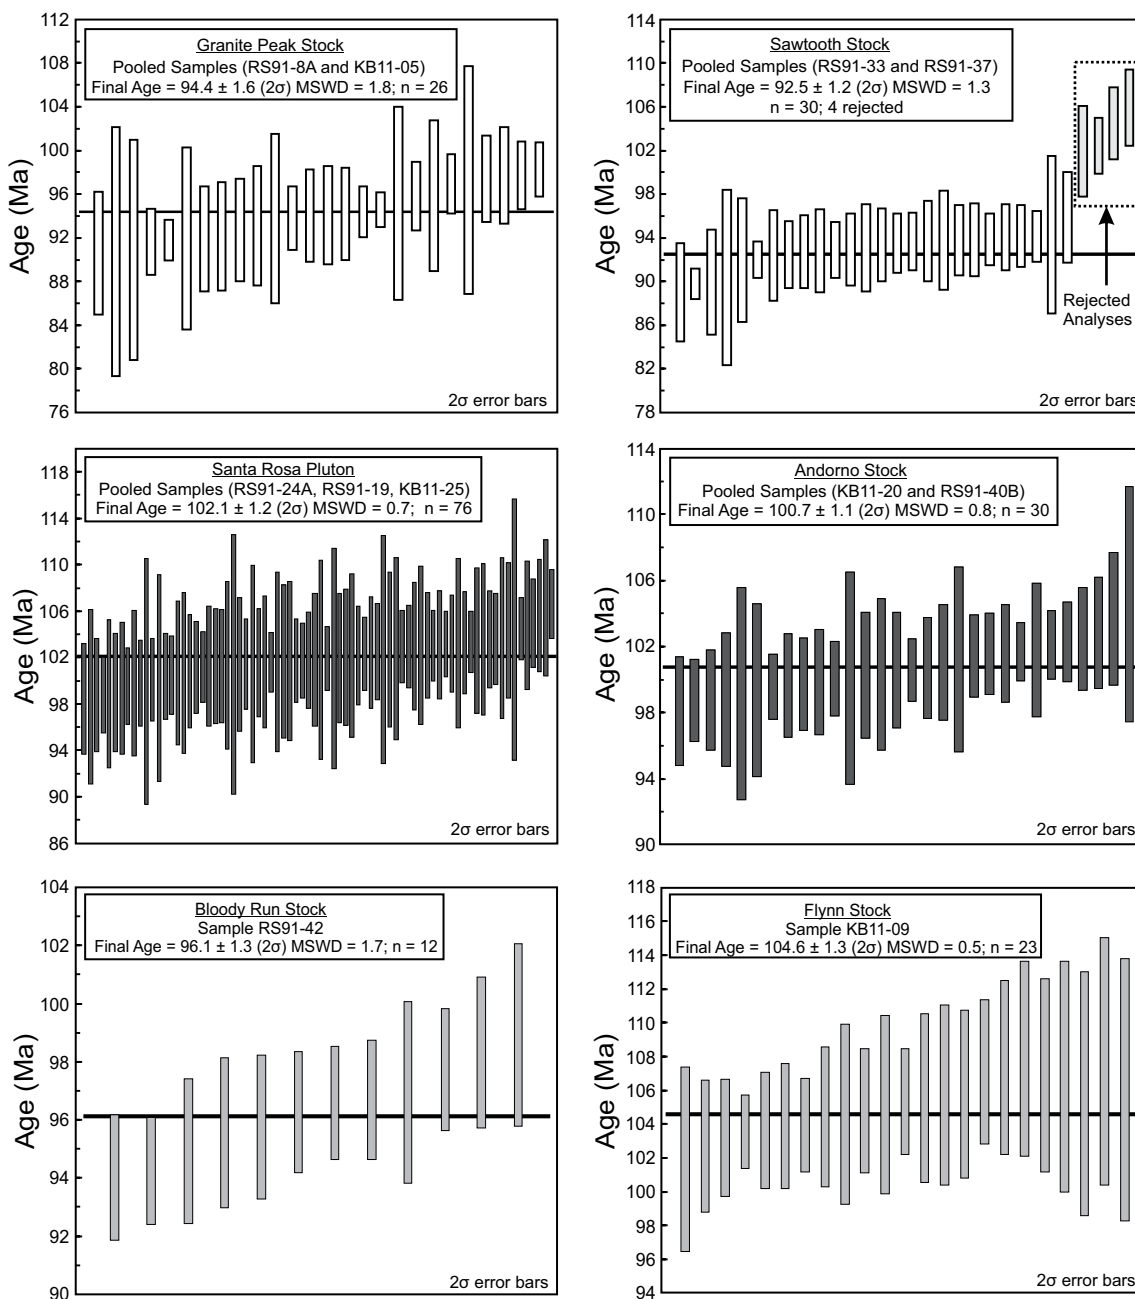 112
108
104
100
96
92
88
84
80
76
Age (Ma)
Granite Peak Stock
Pooled Samples (RS91-8A and KB11-05)
Final Age = 94.4 ± 1.6 (2σ) MSWD = 1.8; n = 26
2σ error bars
114
110
106
102
98
94
90
86
82
78
Age (Ma)
Sawtooth Stock
Pooled Samples (RS91-33 and RS91-37)
Final Age = 92.5 ± 1.2 (2σ) MSWD = 1.3
n = 30; 4 rejected
Rejected
Analyses
2σ error bars
118
114
110
106
102
98
94
90
86
Age (Ma)
Santa Rosa Pluton
Pooled Samples (RS91-24A, RS91-19, KB11-25)
Final Age = 102.1 ± 1.2 (2σ) MSWD = 0.7; n = 76
2σ error bars
114
110
106
102
98
94
90
Age (Ma)
Andorno Stock
Pooled Samples (KB11-20 and RS91-40B)
Final Age = 100.7 ± 1.1 (2σ) MSWD = 0.8; n = 30
2σ error bars
104
102
100
98
96
94
92
90
Age (Ma)
Bloody Run Stock
Sample RS91-42
Final Age = 96.1 ± 1.3 (2σ) MSWD = 1.7; n = 12
2σ error bars
118
116
114
112
110
108
106
104
102
100
98
96
94
Age (Ma)
Flynn Stock
Sample KB11-09
Final Age = 104.6 ± 1.3 (2σ) MSWD = 0.5; n = 23
2σ error bars